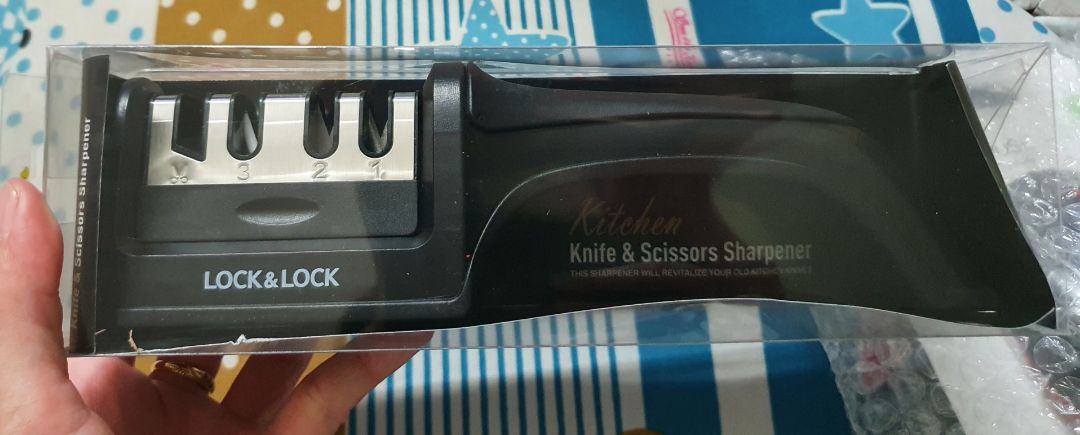 Knife & Scissors Sharpener
3 2 1
LOCK&LOCK
Kitchen
Knife & Scissors Sharpener
THIS SHARPENER WILL REVITALIZE YOUR OLD KITCHEN KNIVES